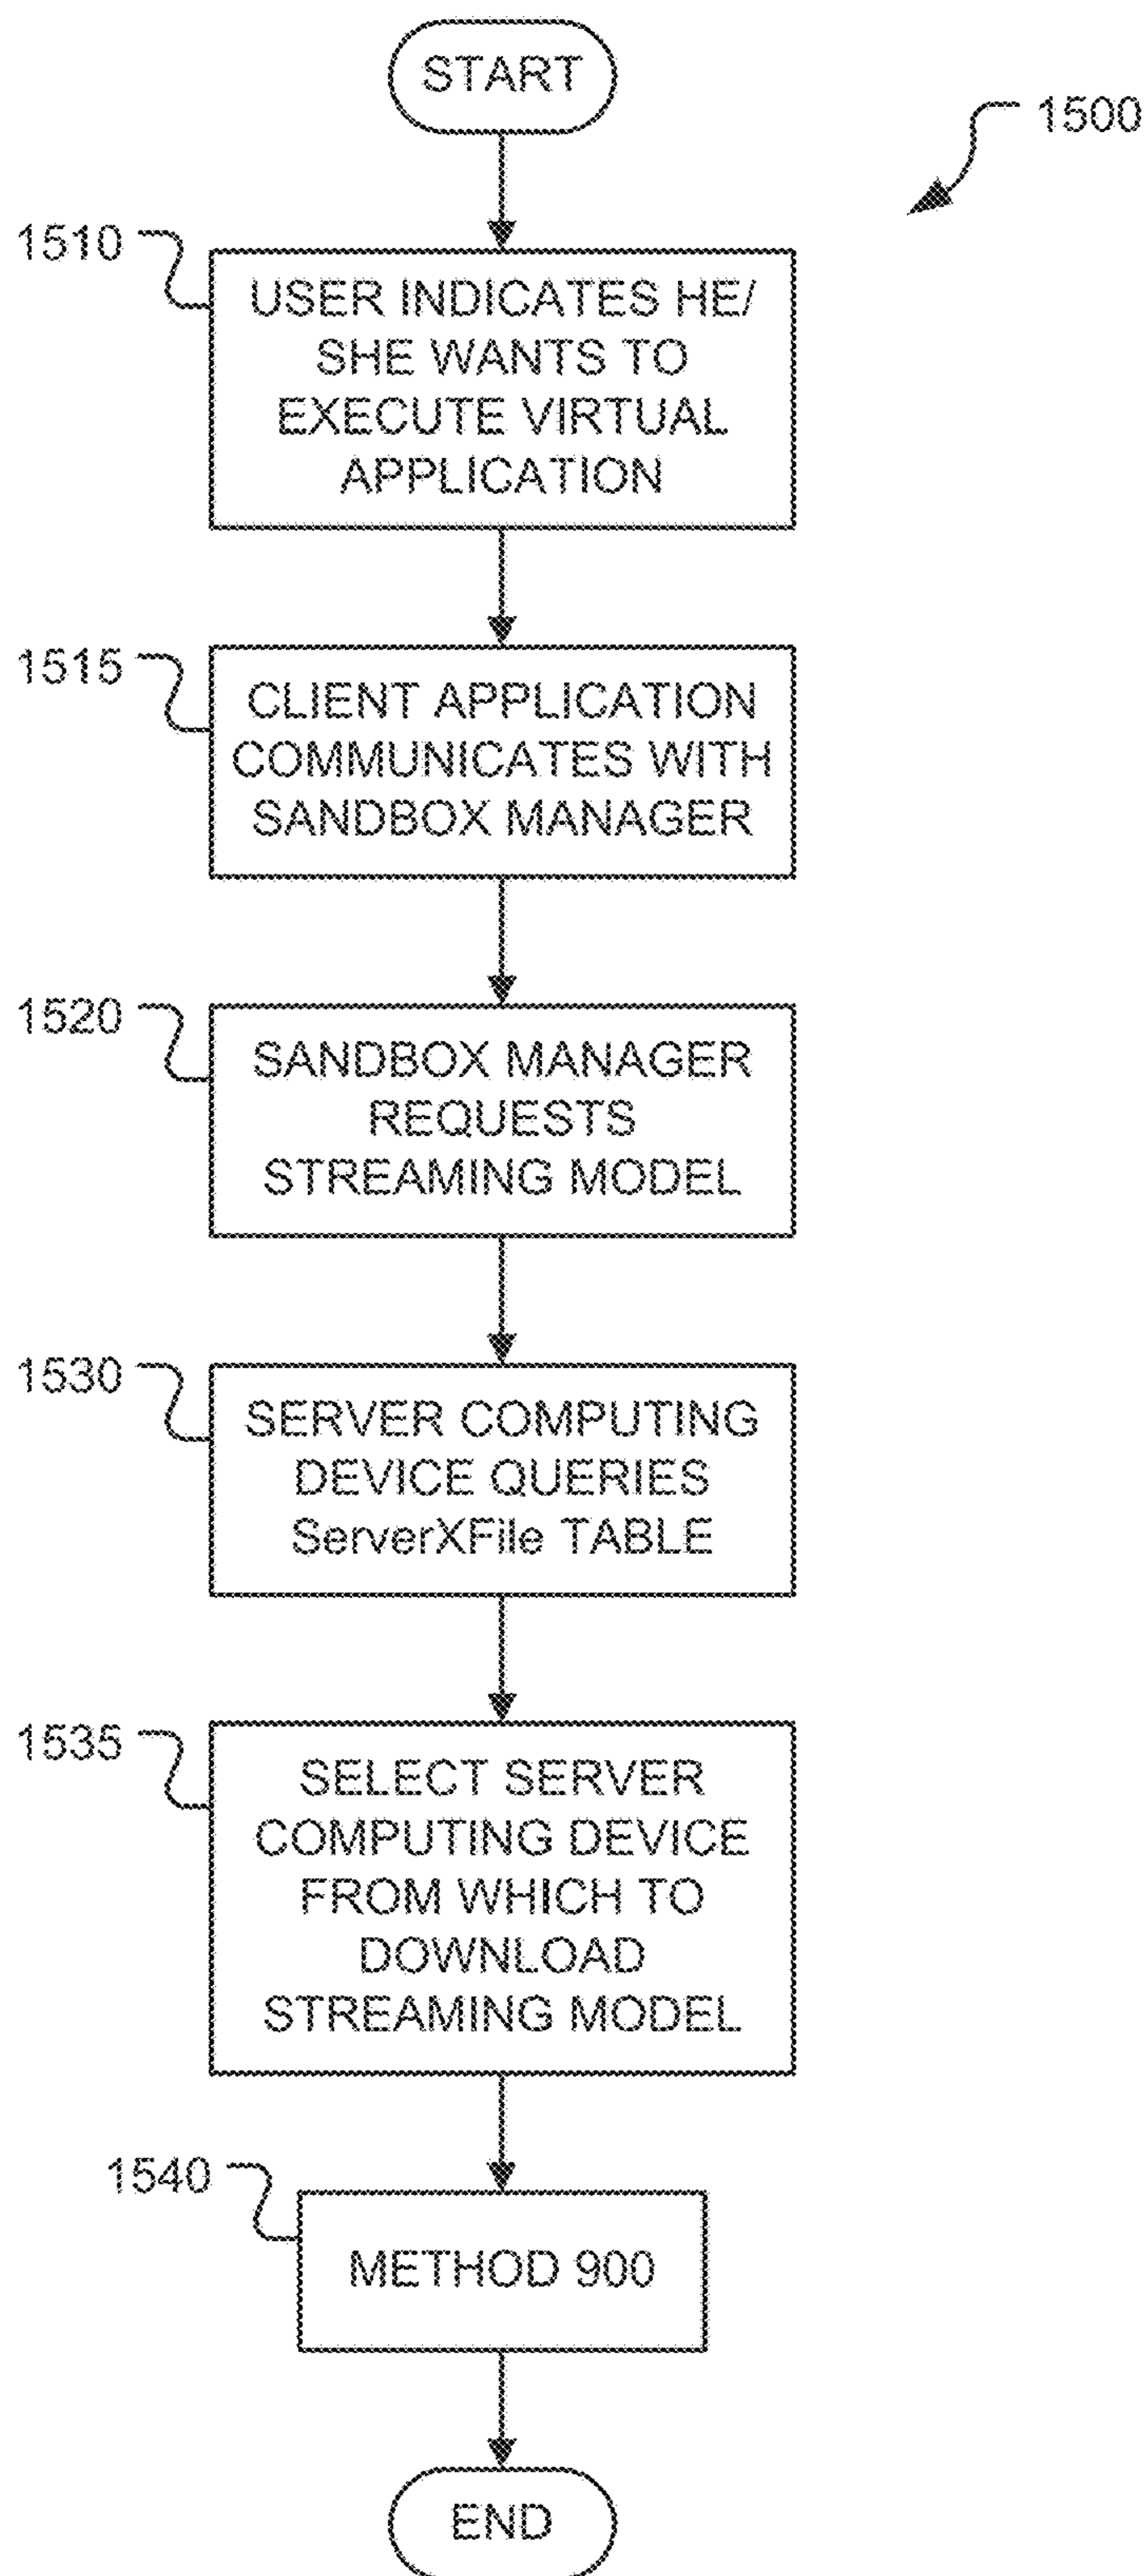 START
1500
1510
USER INDICATES HE/
SHE WANTS TO
EXECUTE VIRTUAL
APPLICATION
1515
CLIENT APPLICATION
COMMUNICATES WITH
SANDBOX MANAGER
1520
SANDBOX MANAGER
REQUESTS
STREAMING MODEL
1530
SERVER COMPUTING
DEVICE QUERIES
ServerXFile TABLE
1535
SELECT SERVER
COMPUTING DEVICE
FROM WHICH TO
DOWNLOAD
STREAMING MODEL
1540
METHOD 900
END